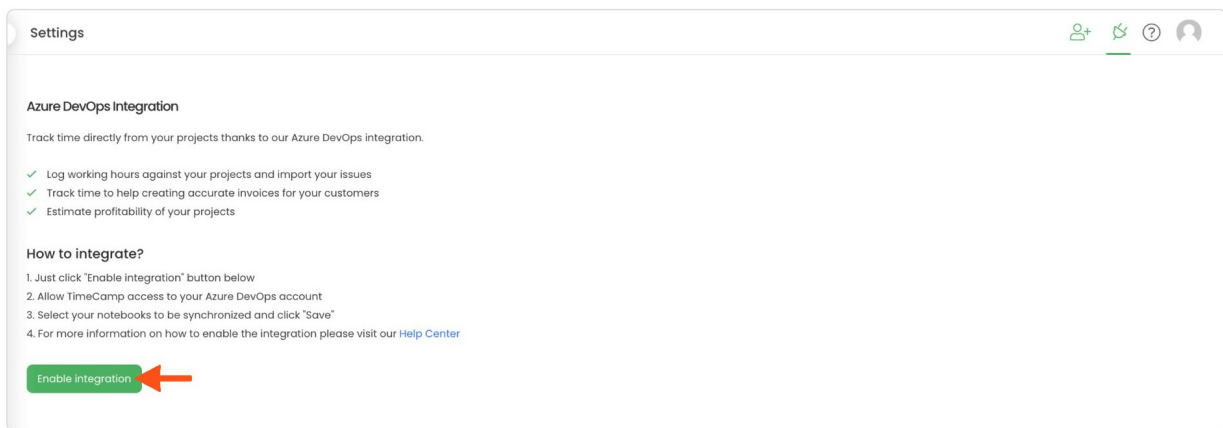 Settings
Azure DevOps Integration
Track time directly from your projects thanks to our Azure DevOps integration.
Log working hours against your projects and import your issues
Track time to help creating accurate invoices for your customers
Estimate profitability of your projects
How to integrate?
1. Just click "Enable integration" button below
2. Allow TimeCamp access to your Azure DevOps account
3. Select your notebooks to be synchronized and click "Save"
4. For more information on how to enable the integration please visit our Help Center
Enable integration